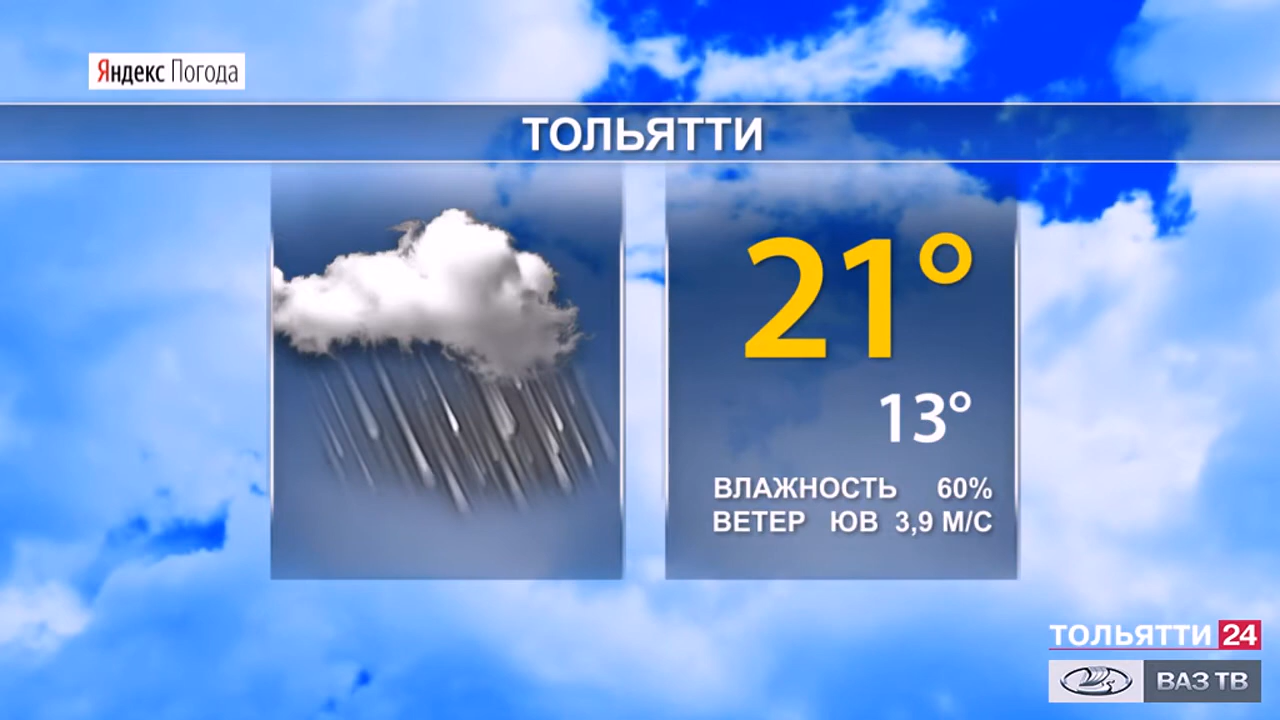 Яндекс Погода
ТОЛЬЯТТИ
21°
13°
ВЛАЖНОСТЬ 60%
ВЕТЕР ЮВ 3,9 М/С
ТОЛЬЯТТИ 24
ВАЗ ТВ